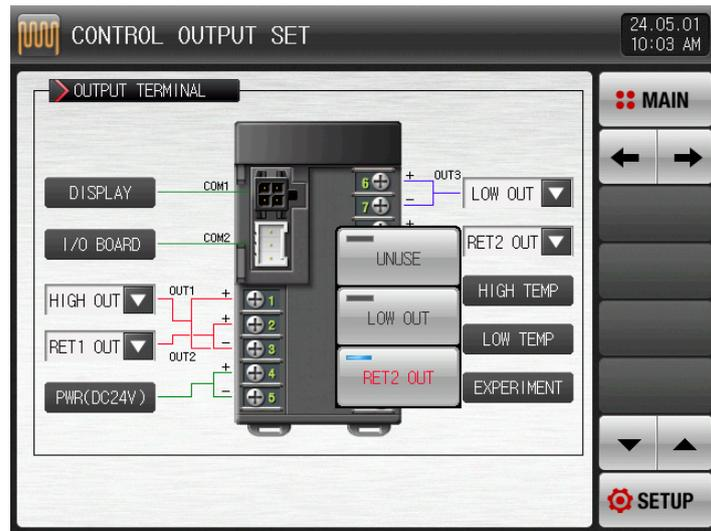 CONTROL OUTPUT SET
24.05.01
10:03 AM
OUTPUT TERMINAL
MAIN
DISPLAY
COM1
6
+
OUT3
LOW OUT
7
-
I/O BOARD
COM2
+
RET2 OUT
UNUSE
HIGH OUT
OUT1
+
1
HIGH TEMP
LOW OUT
+
2
RET1 OUT
OUT2
-
3
LOW TEMP
+
4
RET2 OUT
PWR(DC24V)
-
5
EXPERIMENT
SETUP